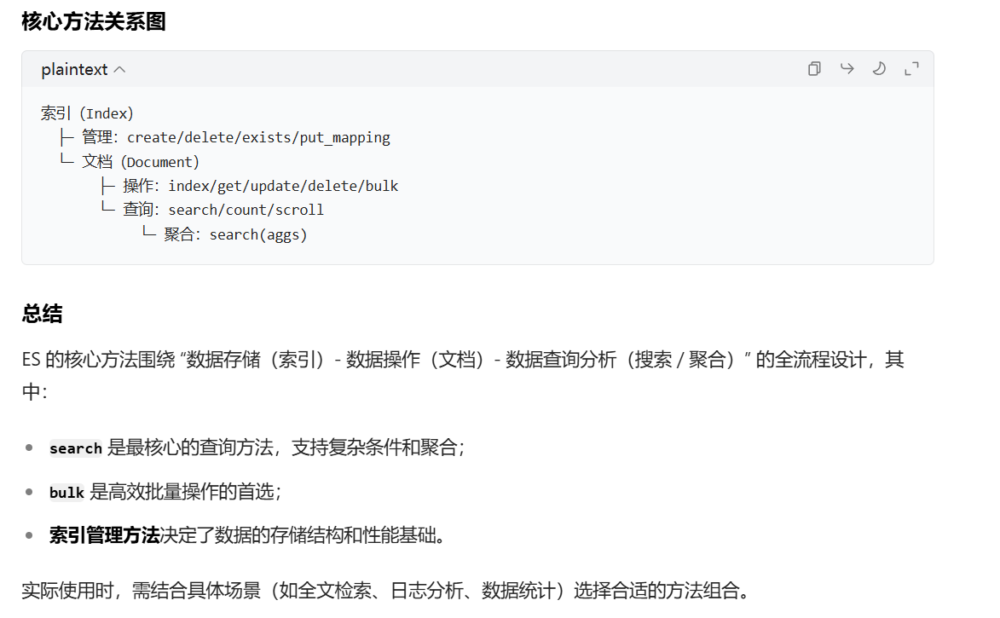 核心方法关系图
plaintext
索引（Index）
├─ 管理：create/delete/exists/put_mapping
└─ 文档（Document）
├─ 操作：index/get/update/delete/bulk
└─ 查询：search/count/scroll
└─ 聚合：search(aggs)
总结
ES 的核心方法围绕 “数据存储（索引）- 数据操作（文档）- 数据查询分析（搜索 / 聚合）” 的全流程设计，其
中：
• search 是最核心的查询方法，支持复杂条件和聚合；
• bulk 是高效批量操作的首选；
• 索引管理方法决定了数据的存储结构和性能基础。
实际使用时，需结合具体场景（如全文检索、日志分析、数据统计）选择合适的方法组合。